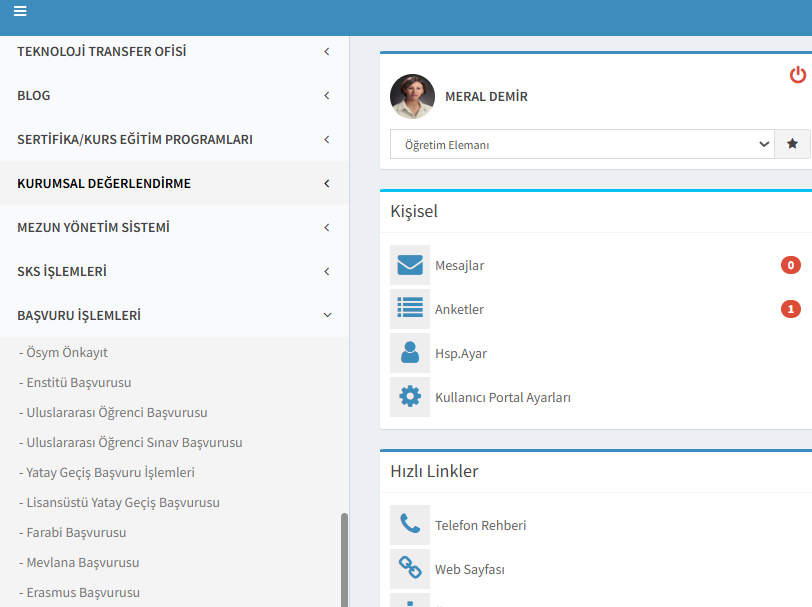 TEKNOLOJİ TRANSFER OFİSİ
BLOG
SERTİFİKA/KURS EĞİTİM PROGRAMLARI
KURUMSAL DEĞERLENDİRME
MEZUN YÖNETİM SİSTEMİ
SKS İŞLEMLERİ
BAŞVURU İŞLEMLERİ
- Ösym Önkayıt
- Enstitü Başvurusu
- Uluslararası Öğrenci Başvurusu
- Uluslararası Öğrenci Sınav Başvurusu
- Yatay Geçiş Başvuru İşlemleri
- Lisansüstü Yatay Geçiş Başvurusu
- Farabi Başvurusu
- Mevlana Başvurusu
- Erasmus Başvurusu
MERAL DEMİR
Öğretim Elemanı
Kişisel
Mesajlar 0
Anketler 1
Hsp.Ayar
Kullanıcı Portal Ayarları
Hızlı Linkler
Telefon Rehberi
Web Sayfası